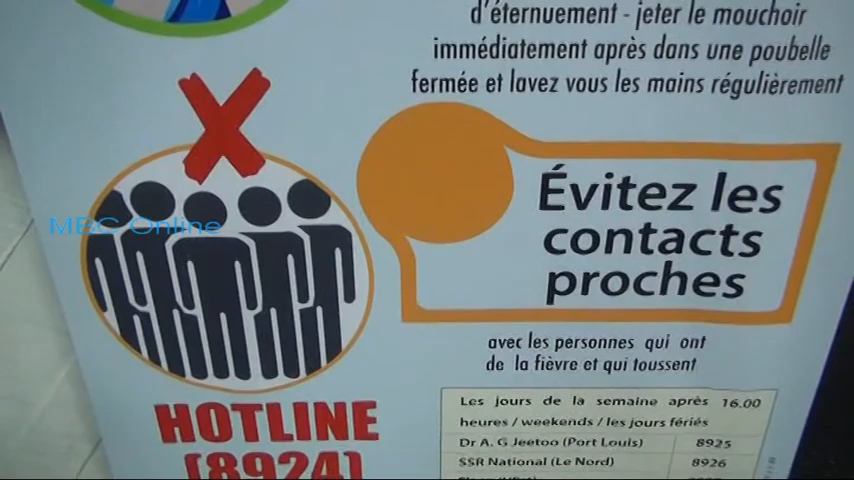 d'éternuement - jeter le mouchoir
immédiatement après dans une poubelle
fermée et lavez vous les mains régulièrement
MBC Online
Évitez les
contacts
proches
avec les personnes qui ont
de la fièvre et qui toussent
HOTLINE
(8924)
Les jours de la semaine après 16.00
heures / weekends / les jours fériés
Dr A. G Jeetoo (Port Louis) 8925
SSR National (Le Nord) 8926